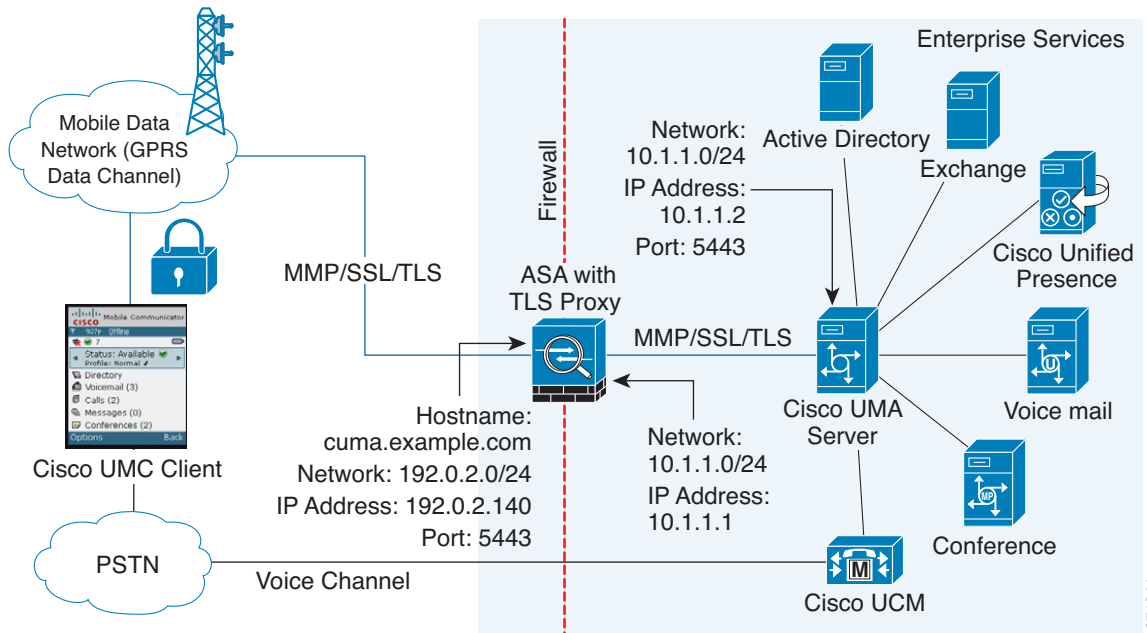 Enterprise Services
Mobile Data
Network (GPRS
Data Channel)
MMP/SSL/TLS
Firewall
ASA with
TLS Proxy
MMP/SSL/TLS
Network:
10.1.1.0/24
IP Address:
10.1.1.2
Port: 5443
Active Directory
Exchange
Cisco Unified
Presence
CISCO Mobile Communicator
9:27P Offline
7
Status: Available
Profile: Normal
Directory
Voicemail (3)
Calls (2)
Messages (0)
Conferences (2)
Options Back
Cisco UMC Client
Hostname:
cuma.example.com
Network: 192.0.2.0/24
IP Address: 192.0.2.140
Port: 5443
Network:
10.1.1.0/24
IP Address:
10.1.1.1
Cisco UMA
Server
U
Voice mail
MP
Conference
M
Cisco UCM
PSTN
Voice Channel